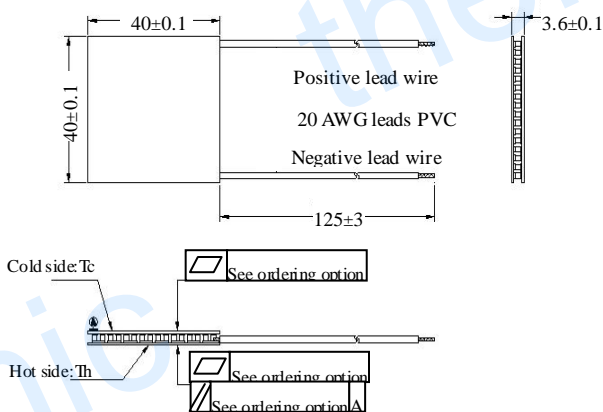 40±0.1
3.6±0.1
40±0.1
Positive lead wire
20 AWG leads PVC
Negative lead wire
125±3
See ordering option
Cold side: Tc
Hot side: Th
See ordering option
See ordering option A